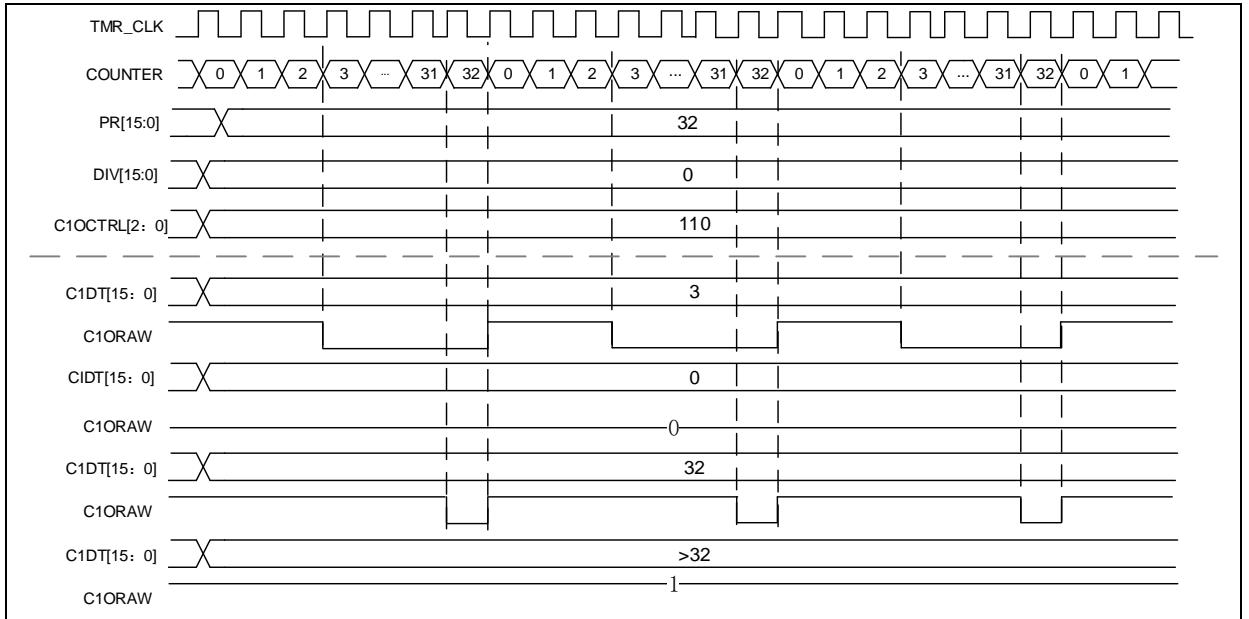 TMR_CLK
COUNTER 0 1 2 3 ... 31 32 0 1 2 3 ... 31 32 0 1 2 3 ... 31 32 0 1
PR[15:0] 32
DIV[15:0] 0
C1OCTRL[2：0] 110
C1DT[15：0] 3
C1ORAW
CIDT[15：0] 0
C1ORAW 0
C1DT[15：0] 32
C1ORAW
C1DT[15：0] >32
C1ORAW 1